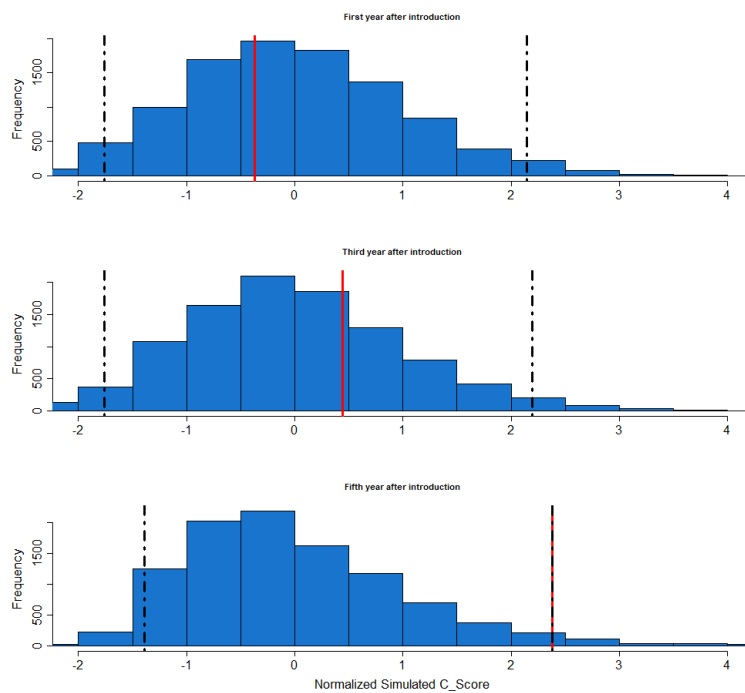 First year after introduction
Frequency
500 1500
0
-2 -1 0 1 2 3 4
Third year after introduction
Frequency
0 500 1500
-2 -1 0 1 2 3 4
Fifth year after introduction
Frequency
0 500 1500
-2 -1 0 1 2 3 4
Normalized Simulated C_Score